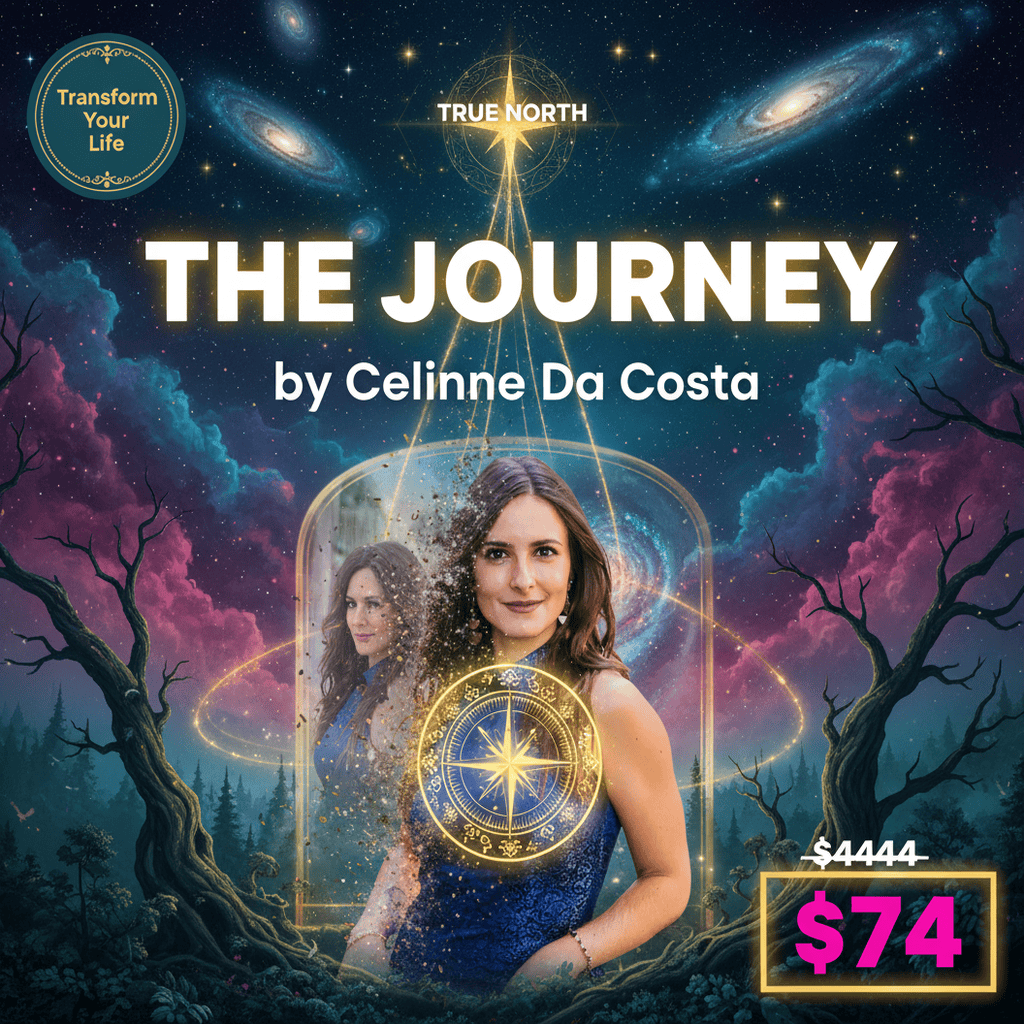 Transform
Your
Life
TRUE NORTH
THE JOURNEY
by Celinne Da Costa
$4444
$74